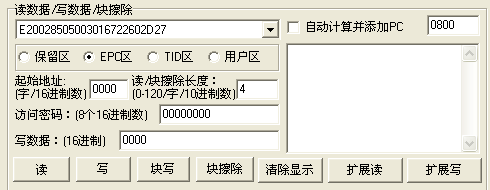 读数据/写数据/块擦除
E20028505003016722602D27
自动计算并添加PC 0800
保留区 EPC区 TID区 用户区
起始地址: 读/块擦除长度：
(字/16进制数) 0000 (0-120/字/10进制数) 4
访问密码：(8个16进制数) 00000000
写数据：(16进制) 0000
读 写 块写 块擦除 清除显示 扩展读 扩展写